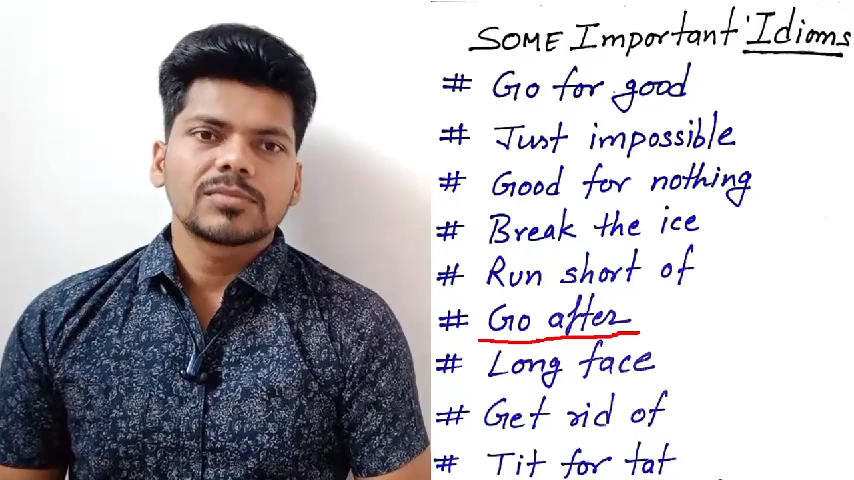 SOME Important 'Idioms
# Go for good
# Just impossible
# Good for nothing
# Break the ice
# Run short of
# Go after
# Long face
# Get rid of
# Tit for tat